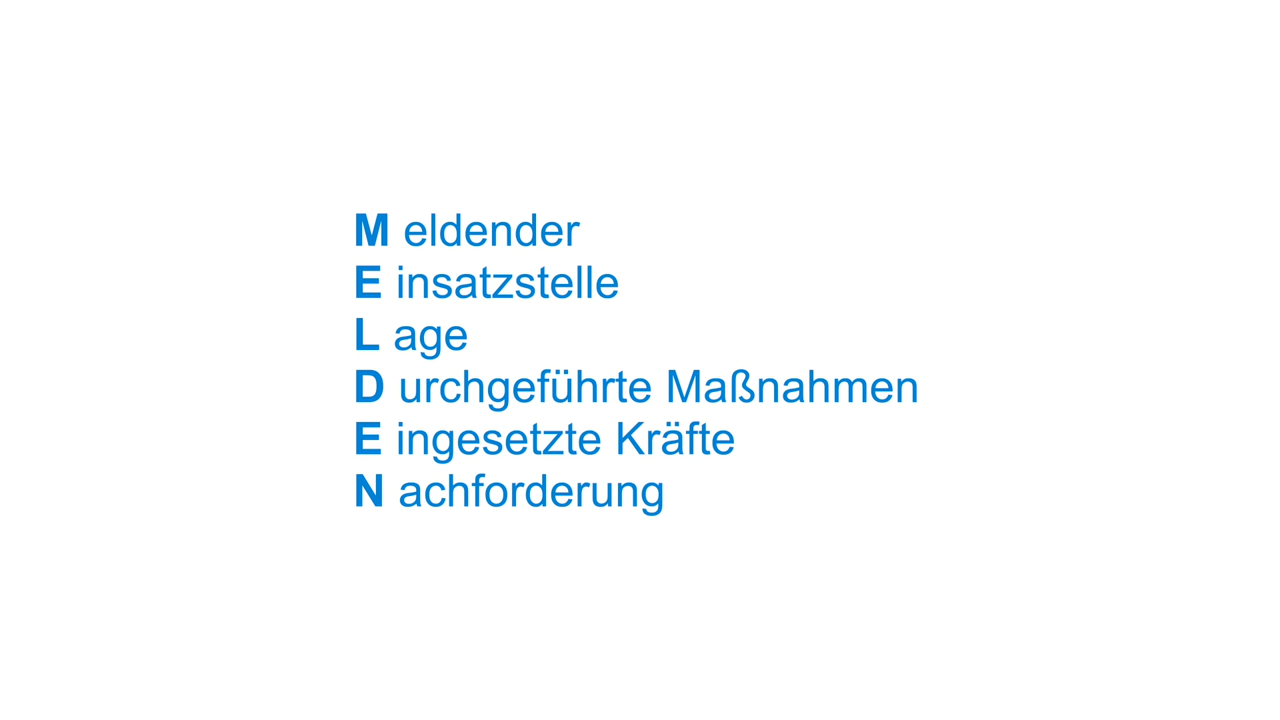 M eldender
E insatzstelle
L age
D urchgeführte Maßnahmen
E ingesetzte Kräfte
N achforderung